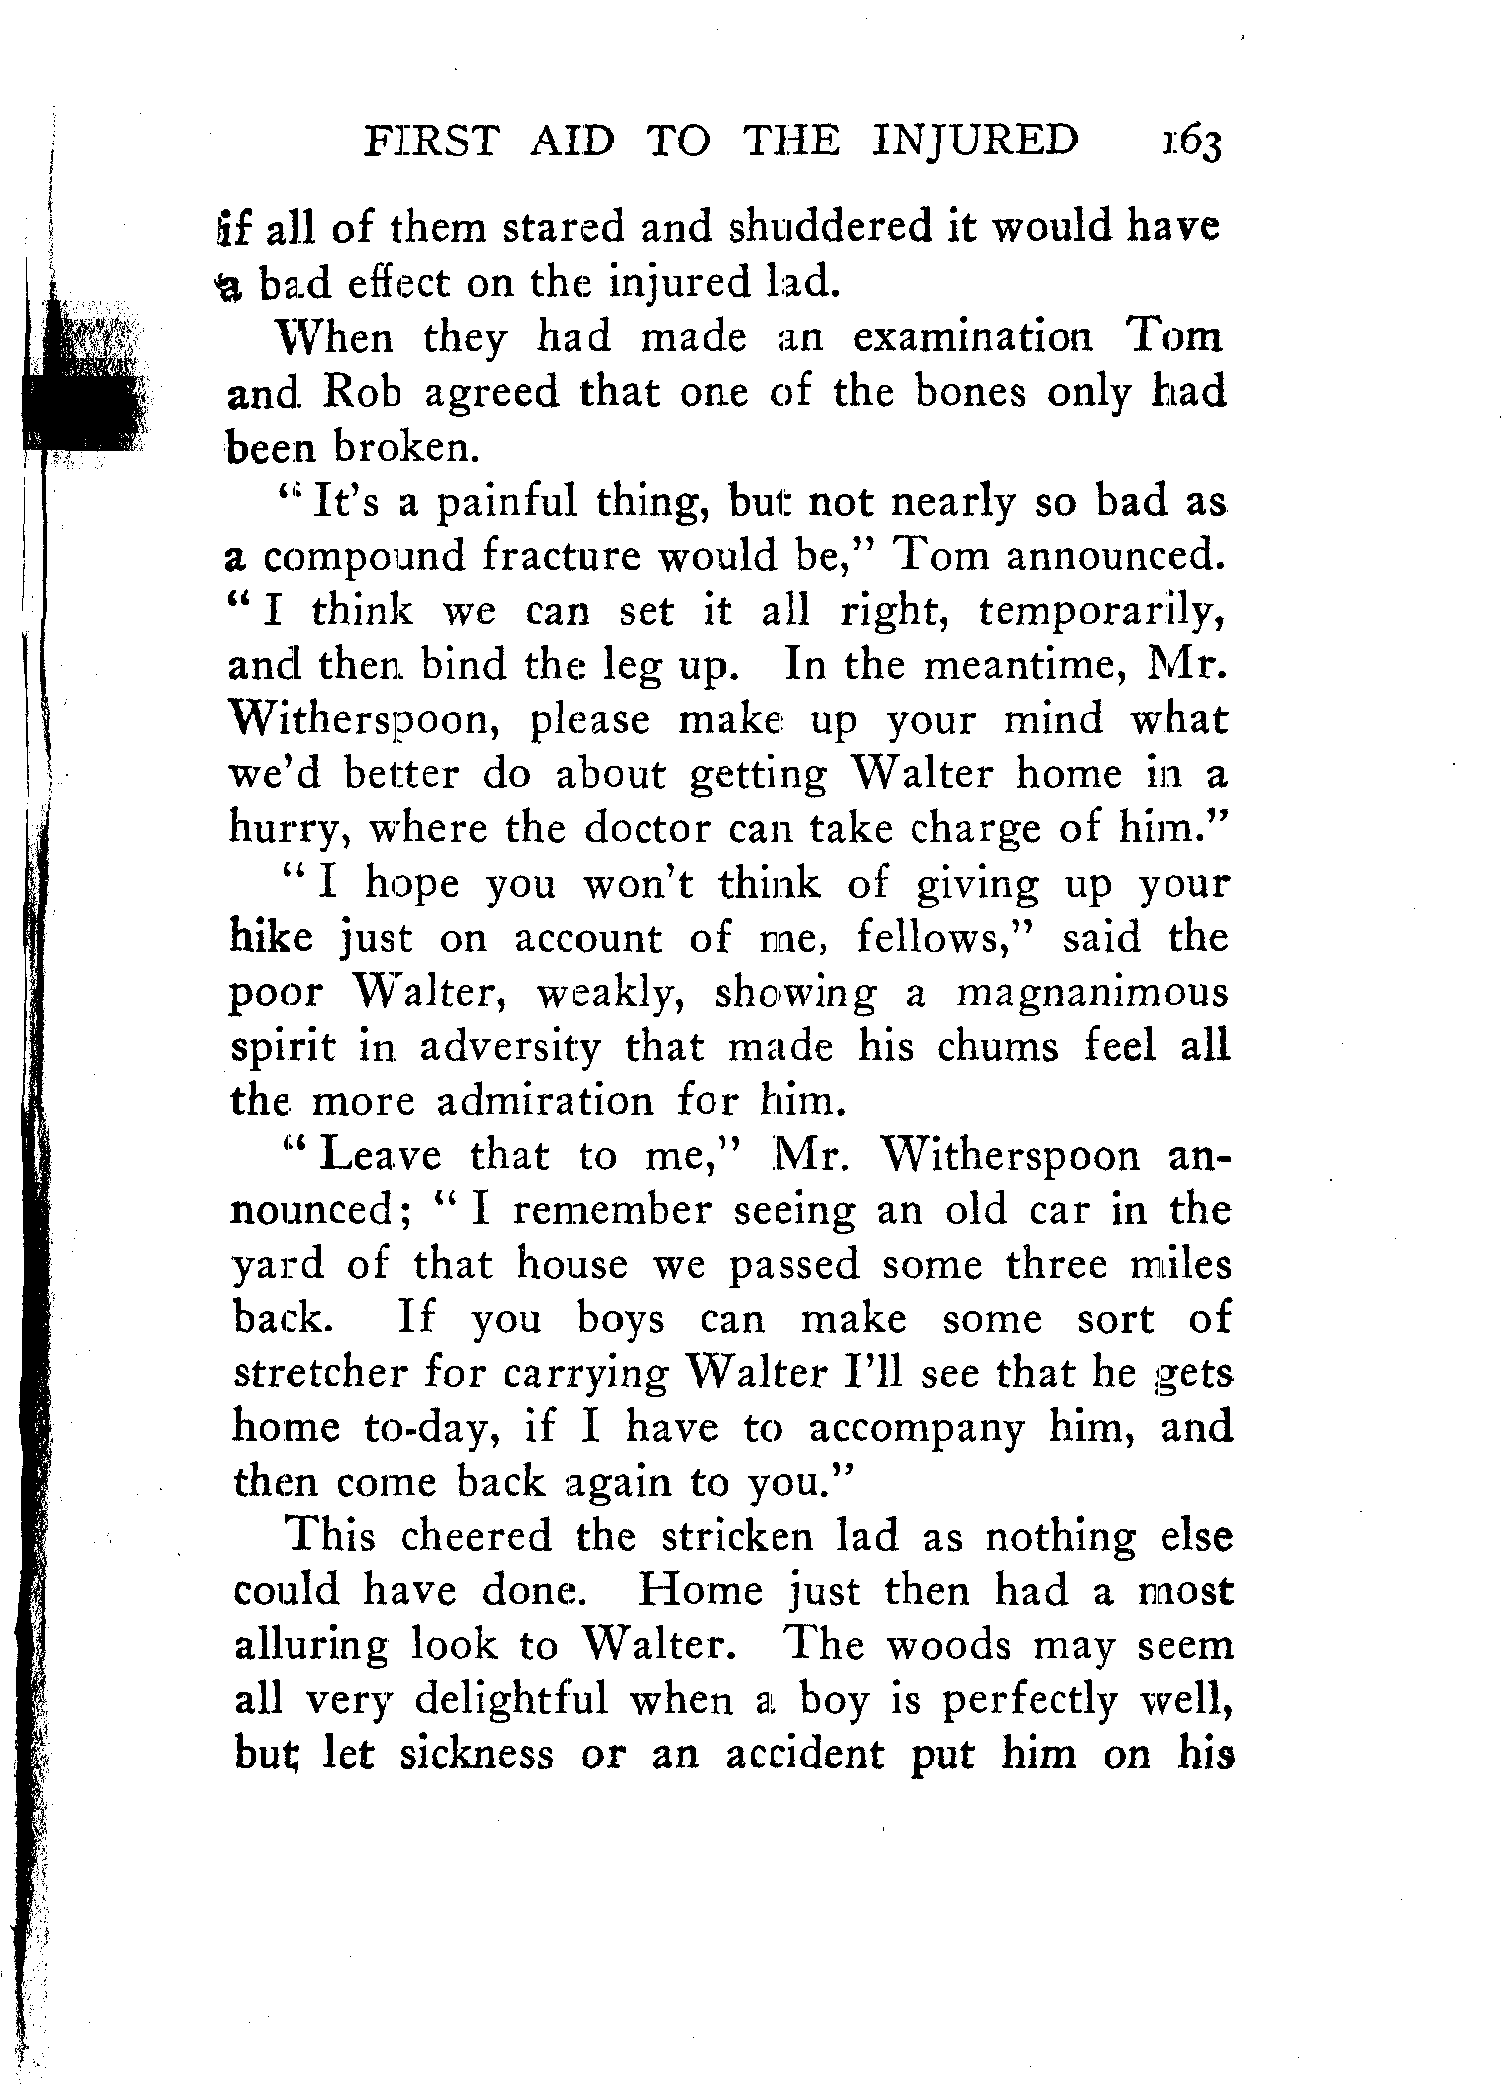 FIRST AID TO THE INJURED 163
if all of them stared and shuddered it would have
a bad effect on the injured lad.
When they had made an examination Tom
and Rob agreed that one of the bones only had
been broken.
“ It’s a painful thing, but not nearly so bad as
a compound fracture would be,” Tom announced.
“ I think we can set it all right, temporarily,
and then bind the leg up. In the meantime, Mr.
Witherspoon, please make up your mind what
we’d better do about getting Walter home in a
hurry, where the doctor can take charge of him.”
“ I hope you won’t think of giving up your
hike just on account of me, fellows,” said the
poor Walter, weakly, showing a magnanimous
spirit in adversity that made his chums feel all
the more admiration for him.
“ Leave that to me,” Mr. Witherspoon an-
nounced; “ I remember seeing an old car in the
yard of that house we passed some three miles
back. If you boys can make some sort of
stretcher for carrying Walter I’ll see that he gets
home to-day, if I have to accompany him, and
then come back again to you.”
This cheered the stricken lad as nothing else
could have done. Home just then had a most
alluring look to Walter. The woods may seem
all very delightful when a boy is perfectly well,
but let sickness or an accident put him on his